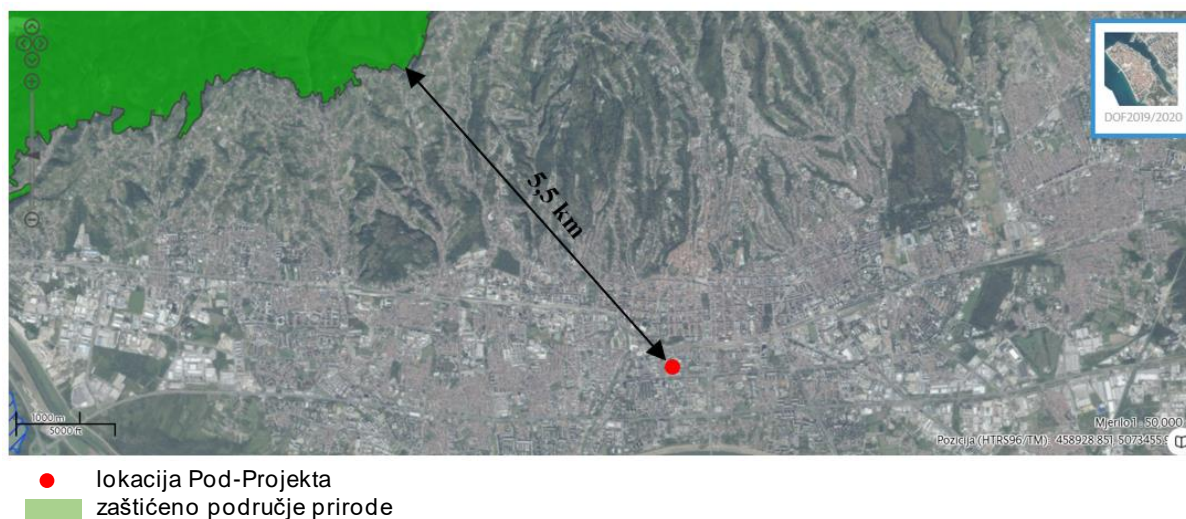 DOF2019/2020
5,5 km
1000 m
5000 ft
Mjerilo 1 : 50,000
Pozicija (HTRS96/TM): 458928.851, 5073455.9
lokacija Pod-Projekta
zaštićeno područje prirode